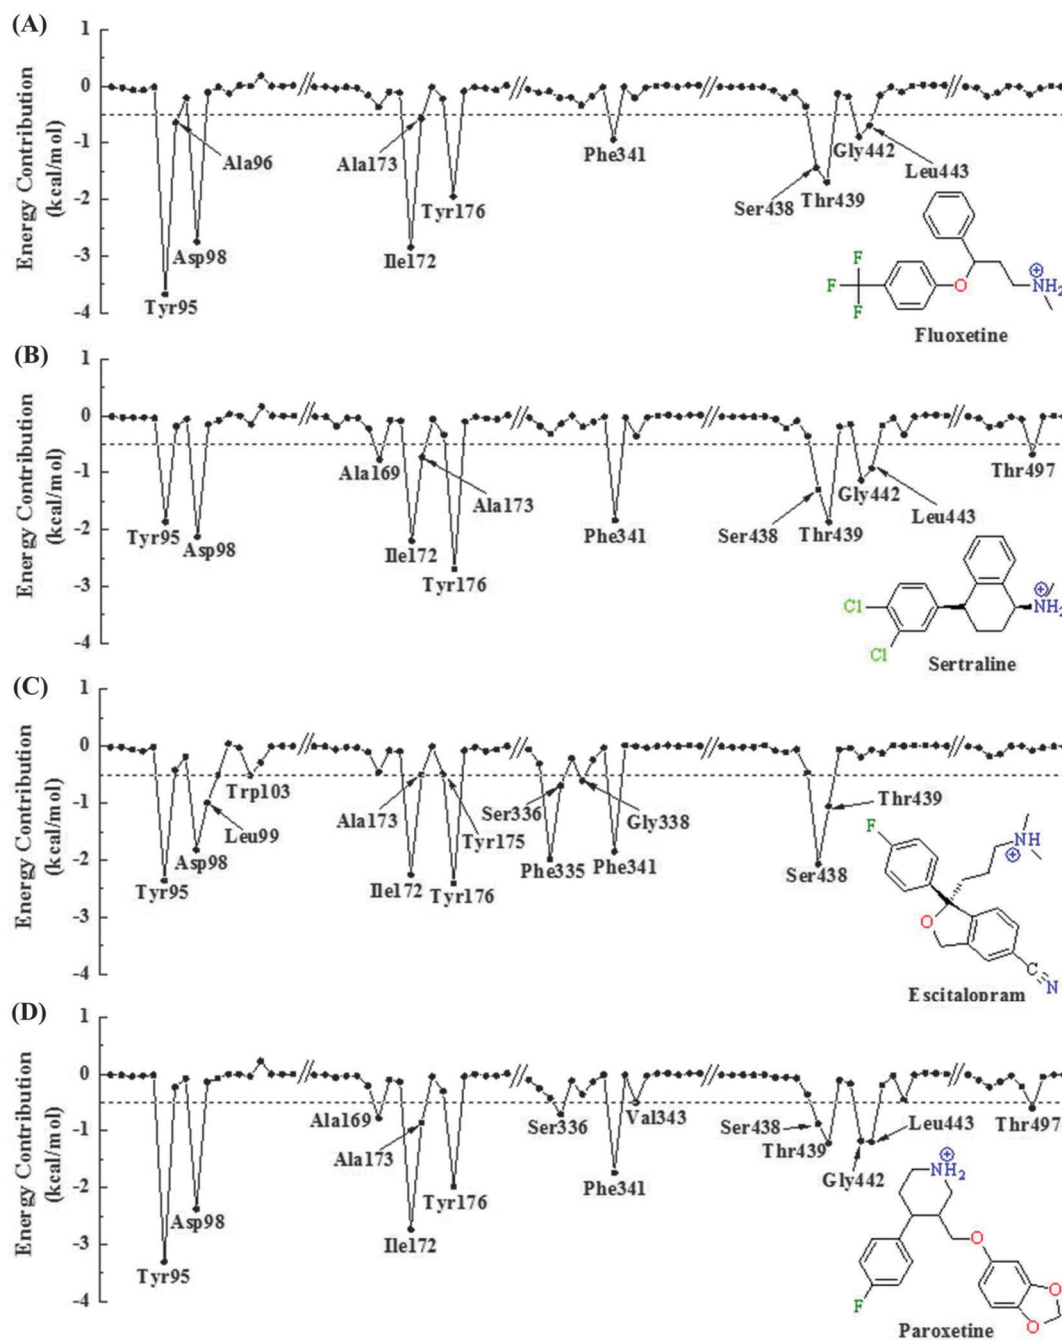 (A)
Energy Contribution
(kcal/mol)
1
0
-1
-2
-3
-4
Tyr95
Ala96
Asp98
Ala173
Ile172
Tyr176
Phe341
Ser438
Thr439
Gly442
Leu443
F
F
F
O
NH2
⊕
Fluoxetine
(B)
Energy Contribution
(kcal/mol)
1
0
-1
-2
-3
-4
Tyr95
Asp98
Ala169
Ile172
Ala173
Tyr176
Phe341
Ser438
Thr439
Gly442
Leu443
Thr497
Cl
Cl
NH2
⊕
Sertraline
(C)
Energy Contribution
(kcal/mol)
1
0
-1
-2
-3
-4
Tyr95
Asp98
Leu99
Trp103
Ala173
Ile172
Tyr175
Tyr176
Phe335
Ser336
Gly338
Phe341
Ser438
Thr439
F
NH
⊕
O
C
N
Escitalopram
(D)
Energy Contribution
(kcal/mol)
1
0
-1
-2
-3
-4
Tyr95
Asp98
Ala169
Ala173
Ile172
Tyr176
Ser336
Phe341
Val343
Ser438
Thr439
Gly442
Leu443
Thr497
⊕
NH2
O
F
O
O
Paroxetine